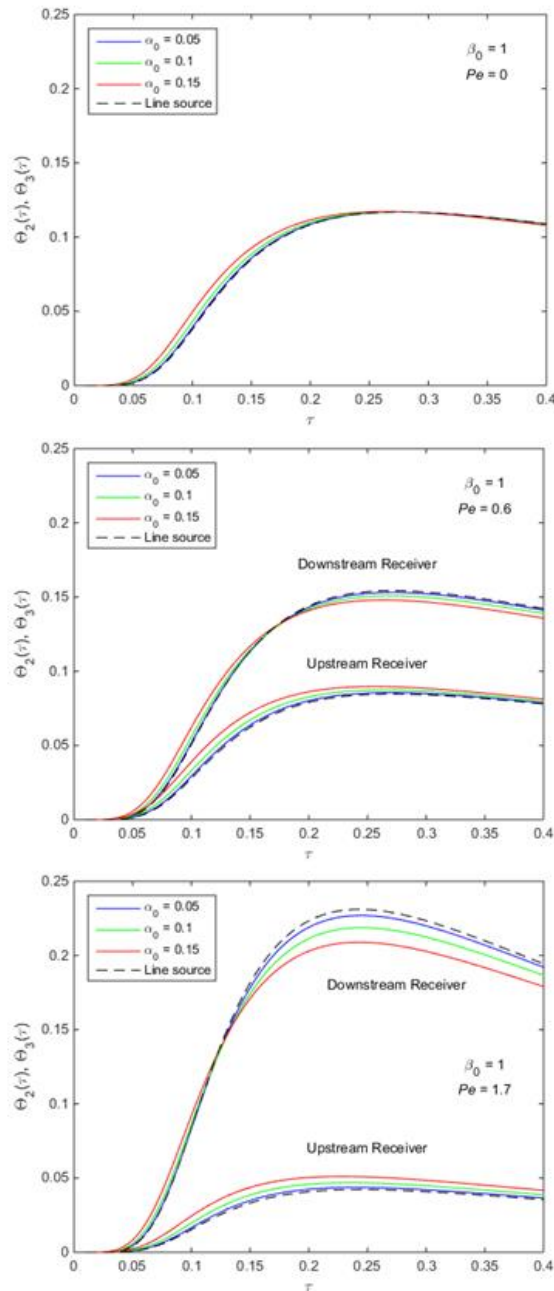 0.25
0.2
0.15
0.1
0.05
0
Θ₂(τ), Θ₃(τ)
α₀ = 0.05
α₀ = 0.1
α₀ = 0.15
Line source
β₀ = 1
Pe = 0
0 0.05 0.1 0.15 0.2 0.25 0.3 0.35 0.4
τ
0.25
0.2
0.15
0.1
0.05
0
Θ₂(τ), Θ₃(τ)
α₀ = 0.05
α₀ = 0.1
α₀ = 0.15
Line source
β₀ = 1
Pe = 0.6
Downstream Receiver
Upstream Receiver
0 0.05 0.1 0.15 0.2 0.25 0.3 0.35 0.4
τ
0.25
0.2
0.15
0.1
0.05
0
Θ₂(τ), Θ₃(τ)
α₀ = 0.05
α₀ = 0.1
α₀ = 0.15
Line source
Downstream Receiver
β₀ = 1
Pe = 1.7
Upstream Receiver
0 0.05 0.1 0.15 0.2 0.25 0.3 0.35 0.4
τ